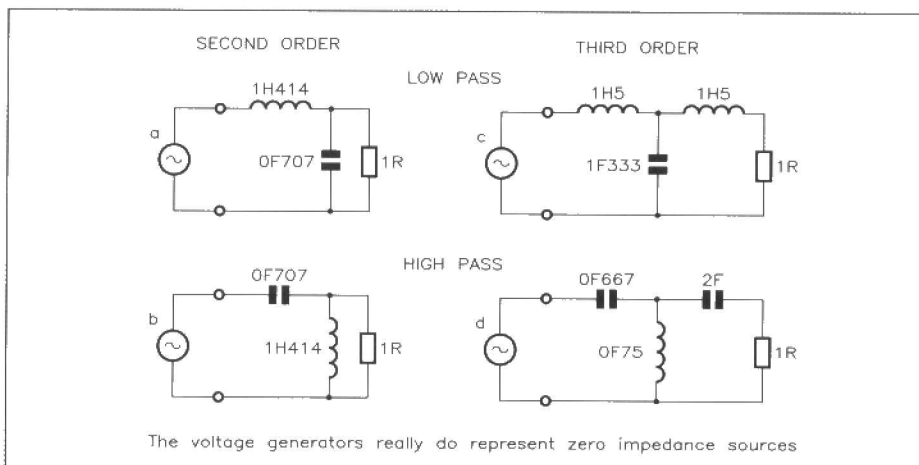 SECOND ORDER
THIRD ORDER
LOW PASS
1H414
a
0F707
1R
1H5
1H5
c
1F333
1R
HIGH PASS
0F707
b
1H414
1R
0F667
2F
d
0F75
1R
The voltage generators really do represent zero impedance sources